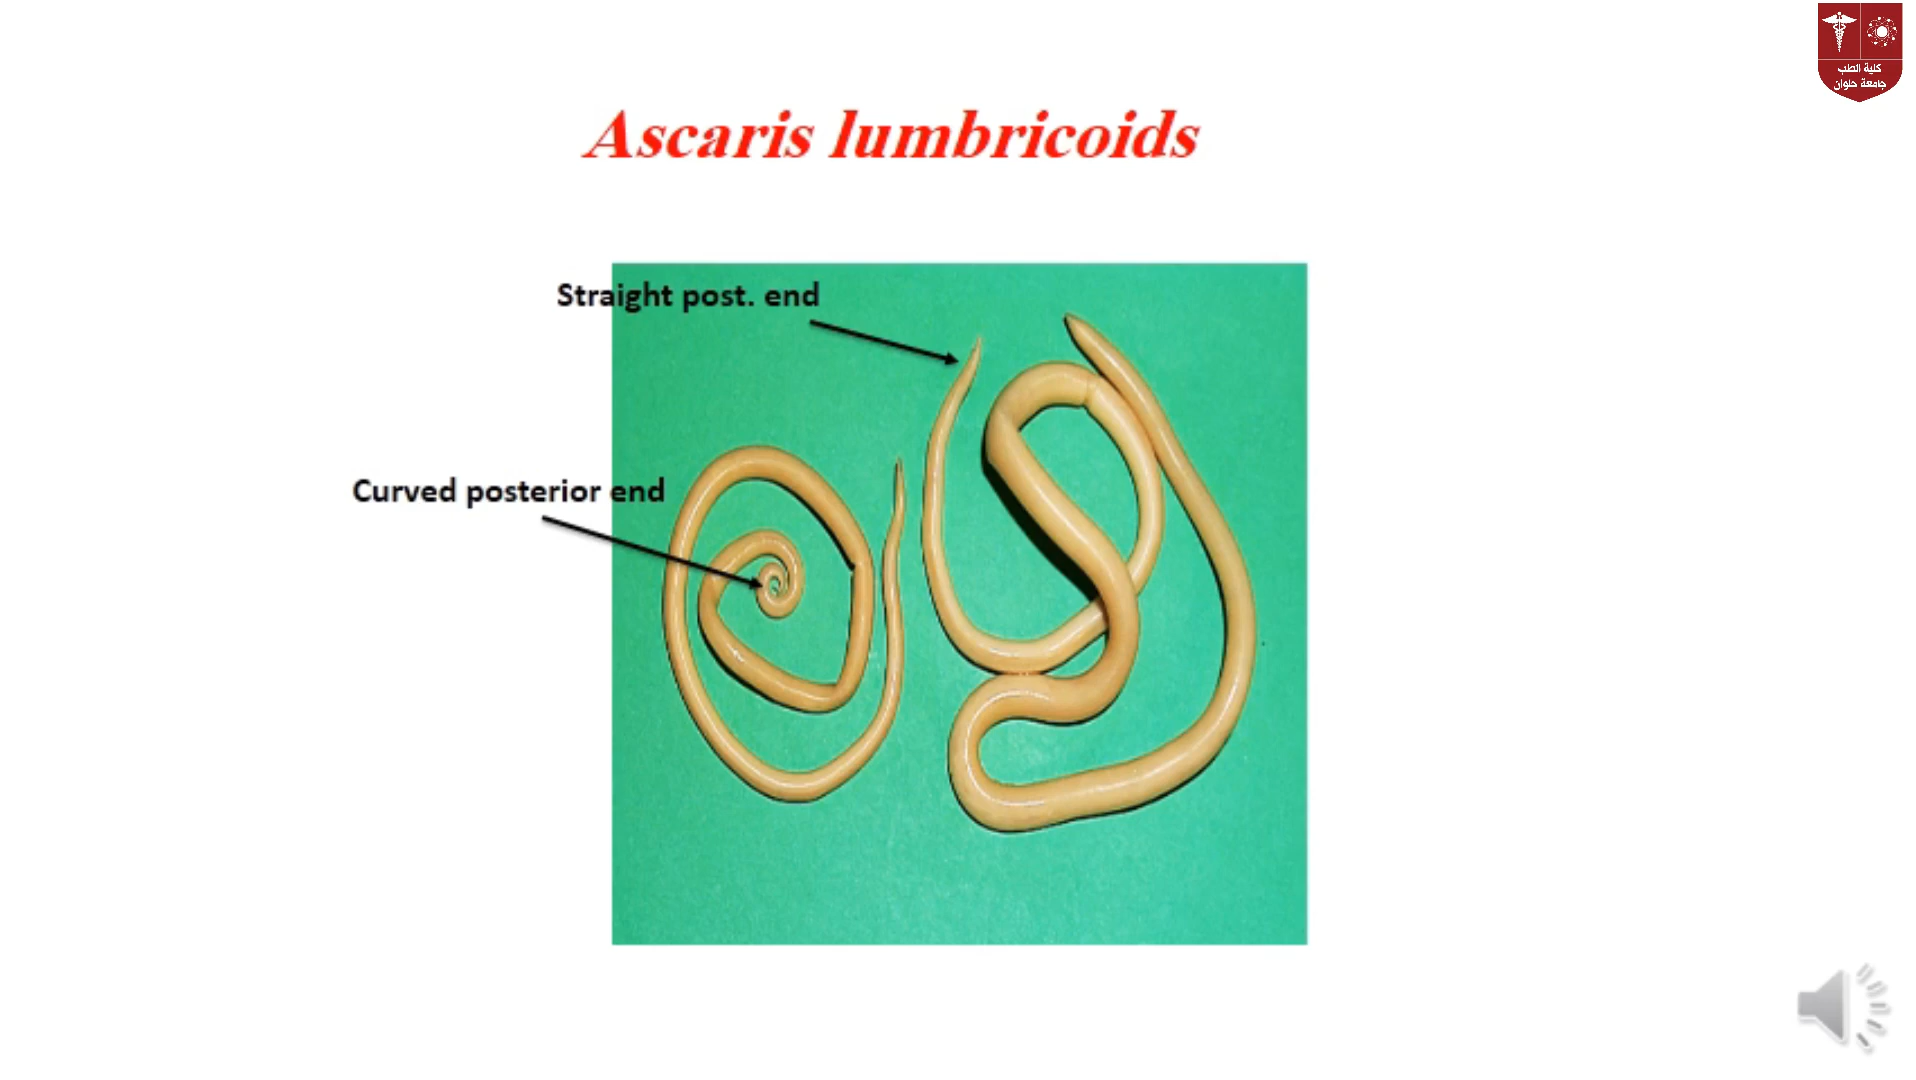 كلية الطب
جامعة حلوان
Ascaris lumbricoids
Straight post. end
Curved posterior end